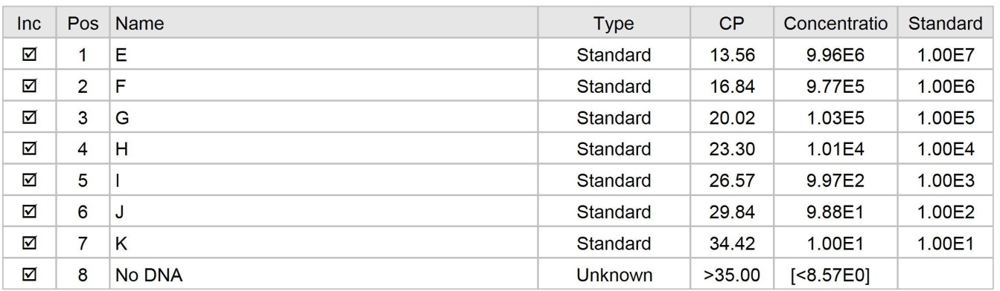 Inc Pos Name Type CP Concentratio Standard
☑ 1 E Standard 13.56 9.96E6 1.00E7
☑ 2 F Standard 16.84 9.77E5 1.00E6
☑ 3 G Standard 20.02 1.03E5 1.00E5
☑ 4 H Standard 23.30 1.01E4 1.00E4
☑ 5 I Standard 26.57 9.97E2 1.00E3
☑ 6 J Standard 29.84 9.88E1 1.00E2
☑ 7 K Standard 34.42 1.00E1 1.00E1
☑ 8 No DNA Unknown >35.00 [<8.57E0]